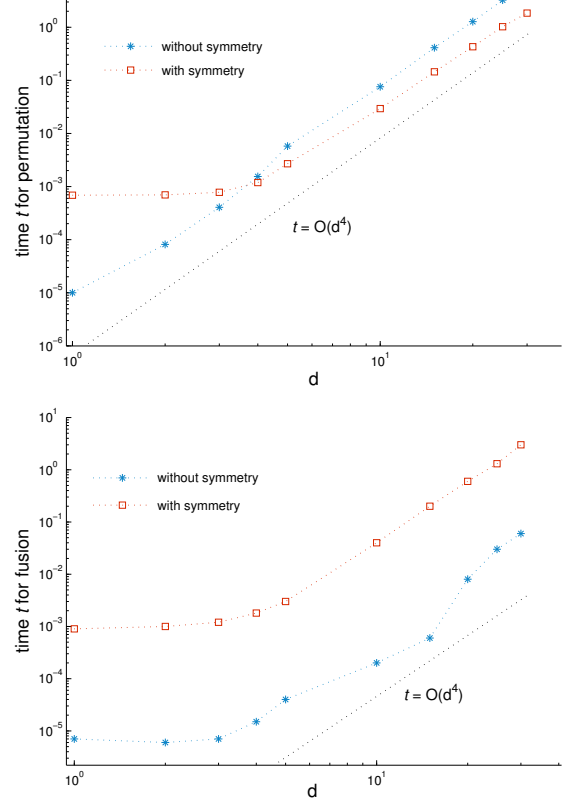 10^0
without symmetry
10^-1
with symmetry
10^-2
time t for permutation
10^-3
t = O(d^4)
10^-4
10^-5
10^-6
10^0
10^1
d
10^1
10^0
without symmetry
with symmetry
10^-1
10^-2
time t for fusion
10^-3
t = O(d^4)
10^-4
10^-5
10^0
10^1
d